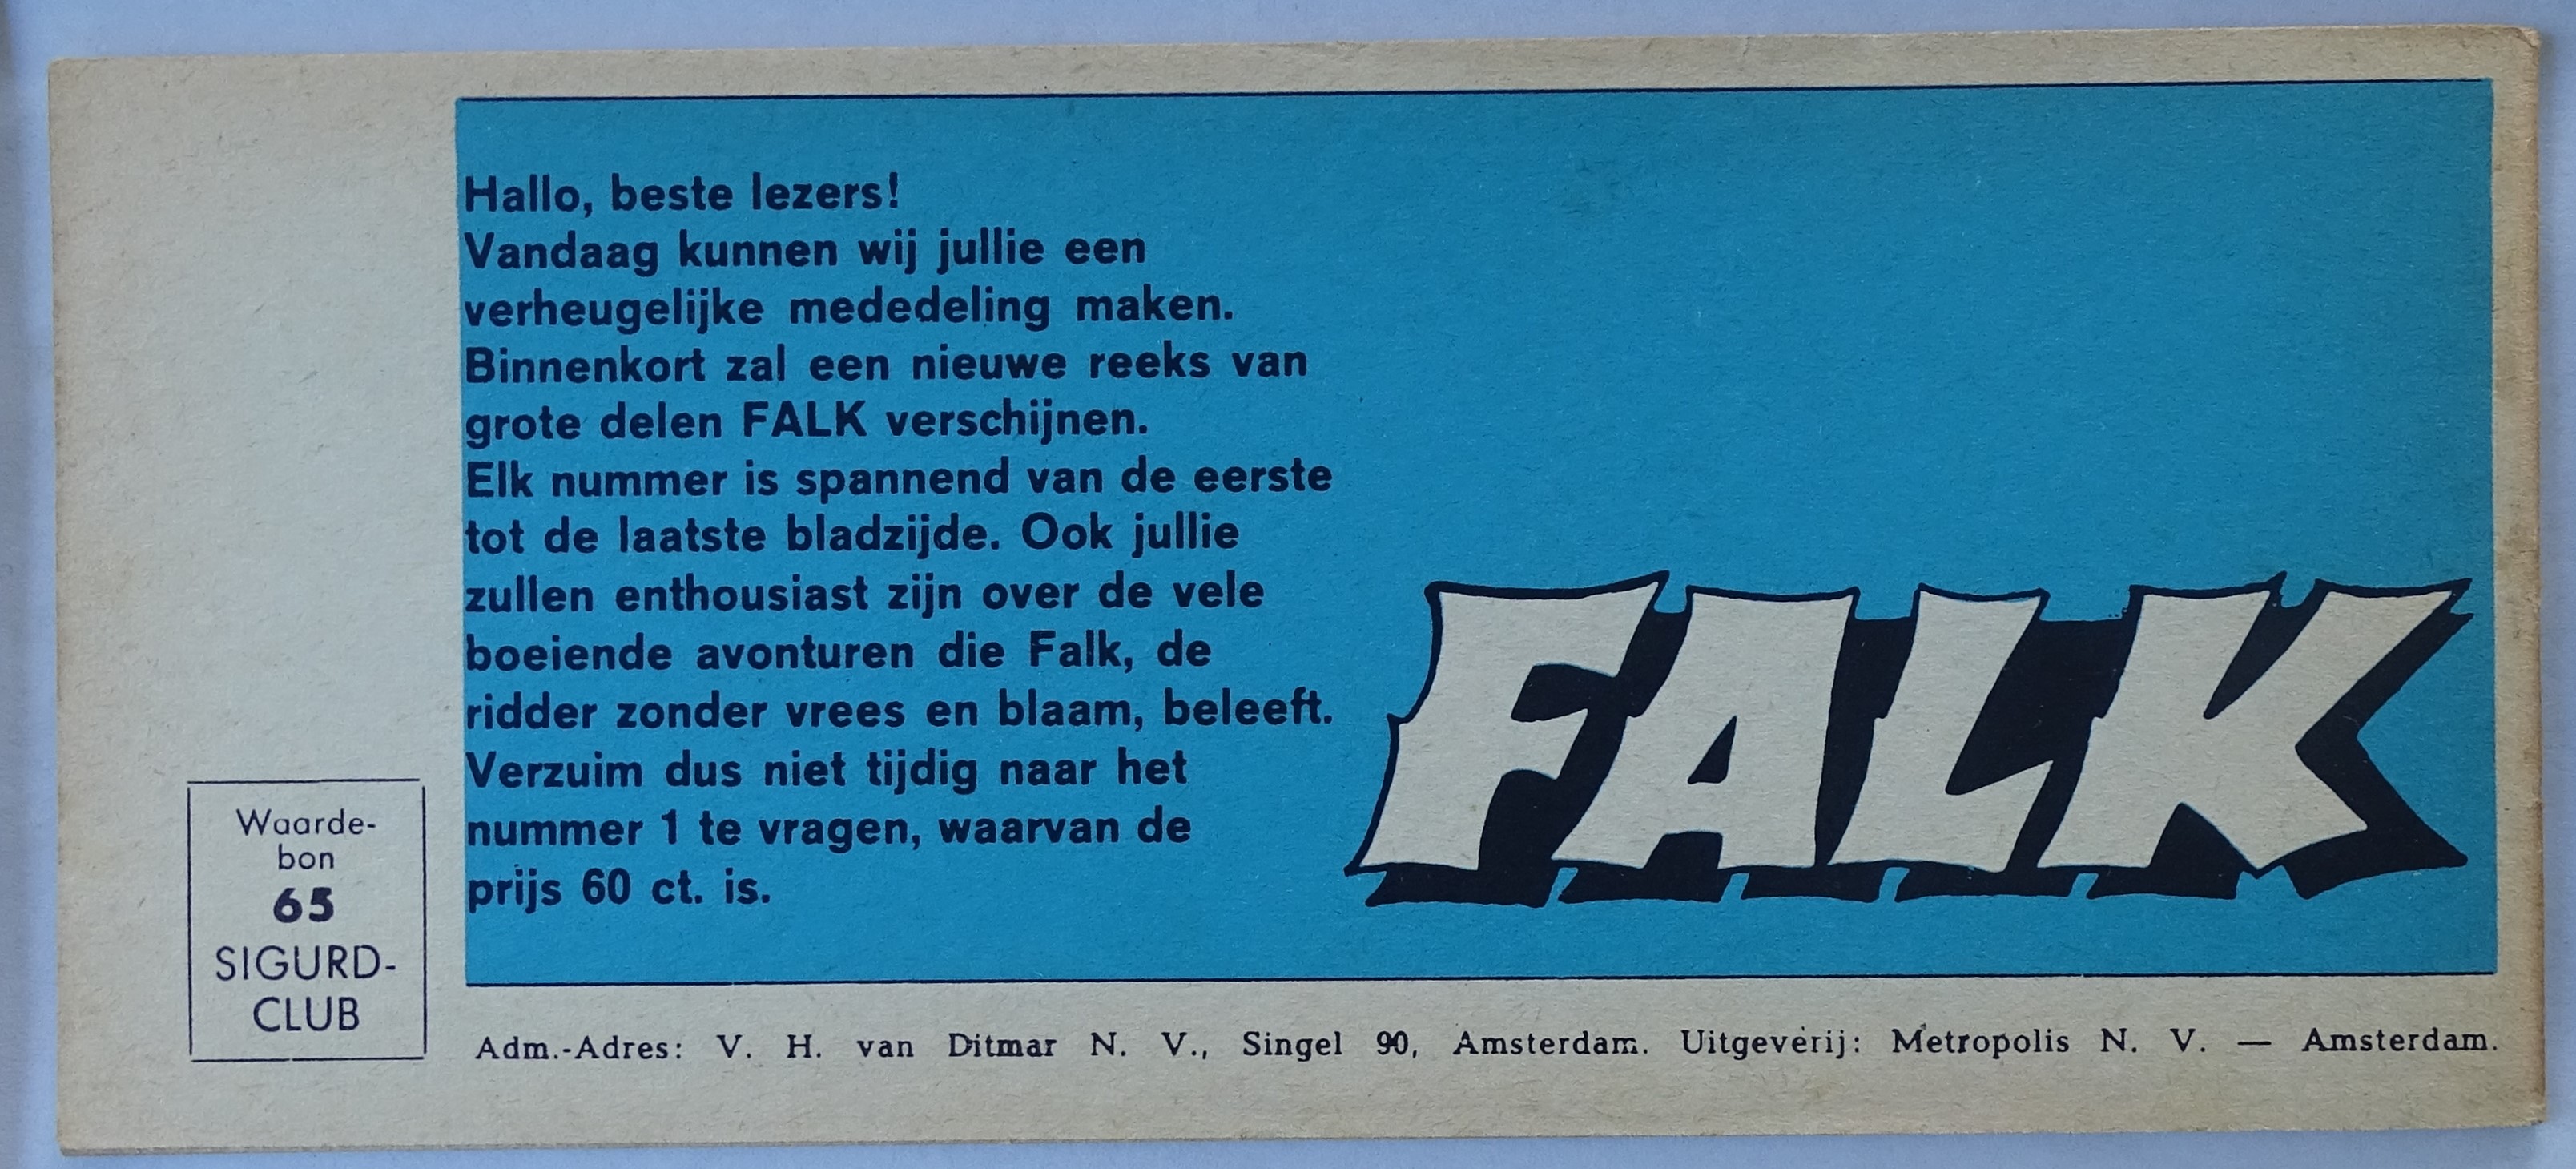 Hallo, beste lezers!
Vandaag kunnen wij jullie een
verheugelijke mededeling maken.
Binnenkort zal een nieuwe reeks van
grote delen FALK verschijnen.
Elk nummer is spannend van de eerste
tot de laatste bladzijde. Ook jullie
zullen enthousiast zijn over de vele
boeiende avonturen die Falk, de
ridder zonder vrees en blaam, beleeft.
Verzuim dus niet tijdig naar het
nummer 1 te vragen, waarvan de
prijs 60 ct. is.
FALK
Waarde-
bon
65
SIGURD-
CLUB
Adm.-Adres: V. H. van Ditmar N. V., Singel 90, Amsterdam. Uitgeverij: Metropolis N. V. — Amsterdam.